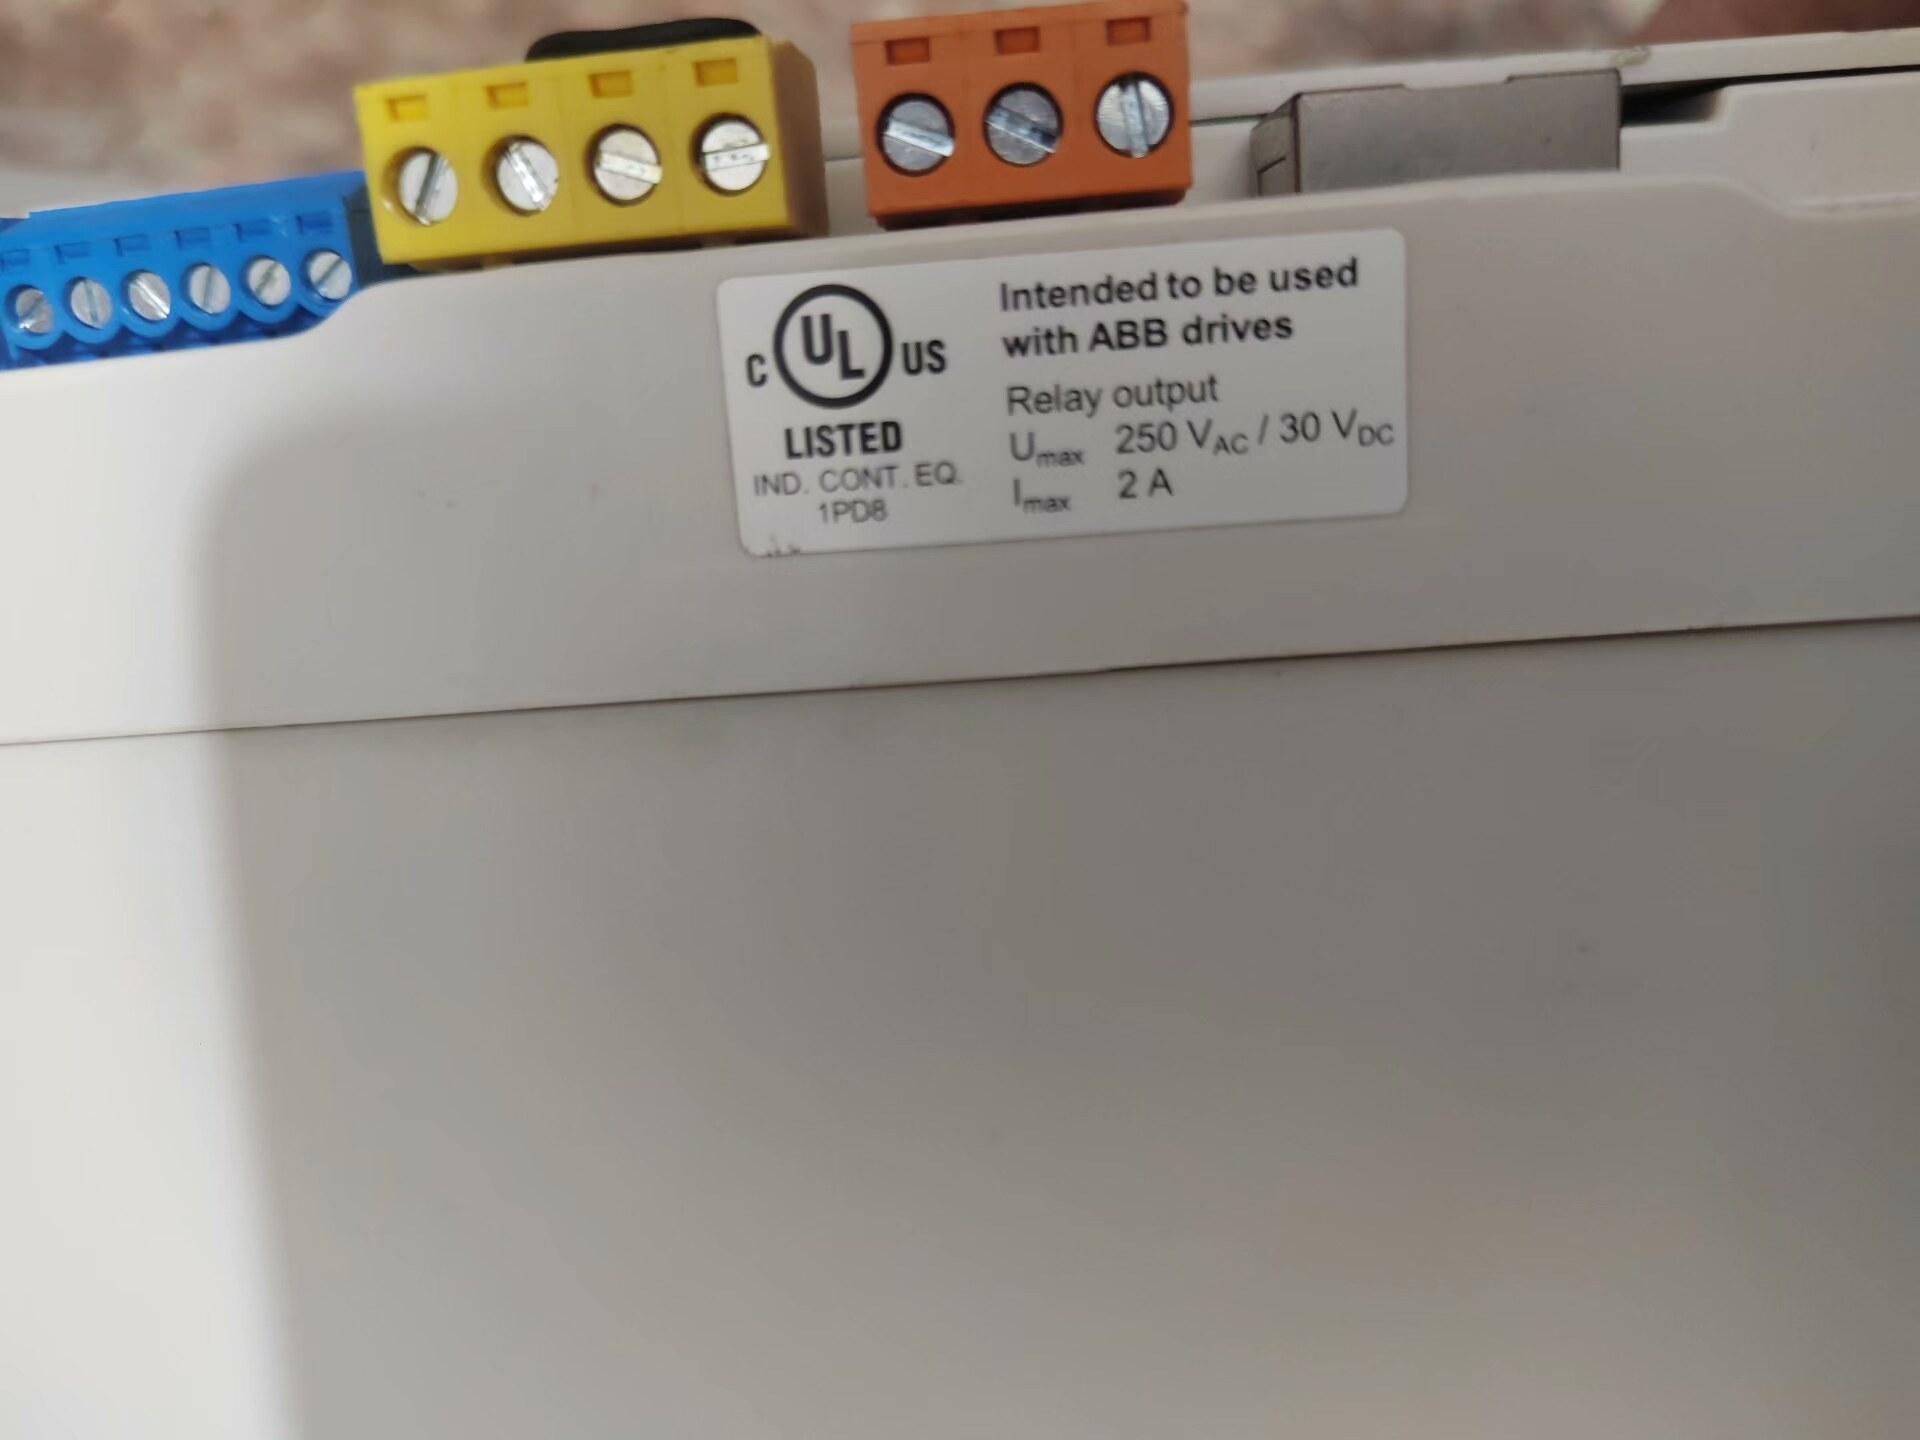 C UL US
LISTED
IND. CONT. EQ.
1PD8
Intended to be used
with ABB drives
Relay output
Umax 250 VAC / 30 VDC
Imax 2 A